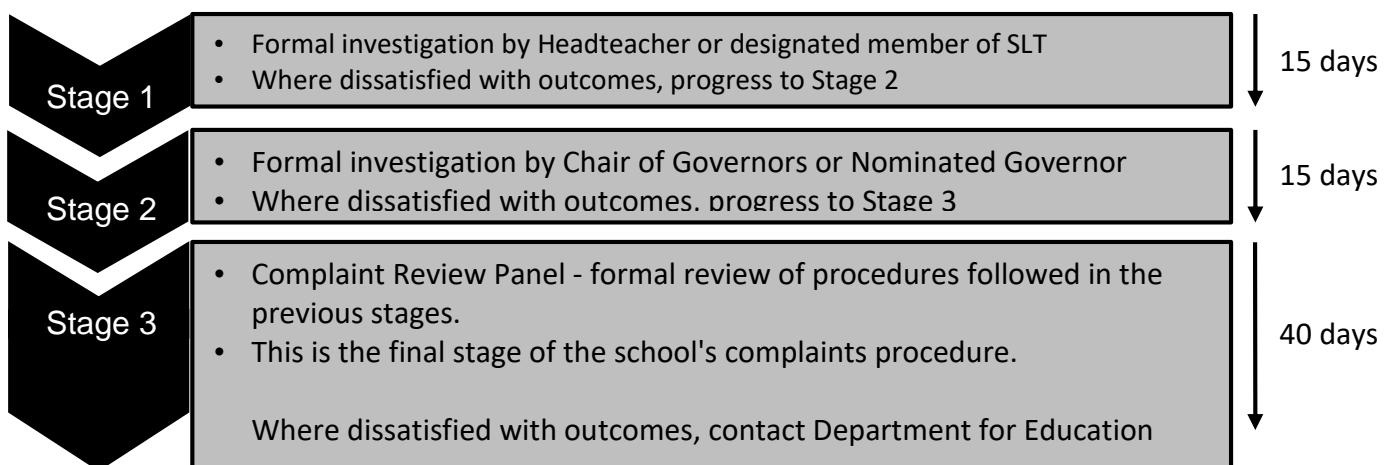 Stage 1
• Formal investigation by Headteacher or designated member of SLT
• Where dissatisfied with outcomes, progress to Stage 2
15 days
Stage 2
• Formal investigation by Chair of Governors or Nominated Governor
• Where dissatisfied with outcomes, progress to Stage 3
15 days
Stage 3
• Complaint Review Panel - formal review of procedures followed in the
previous stages.
• This is the final stage of the school's complaints procedure.
Where dissatisfied with outcomes, contact Department for Education
40 days